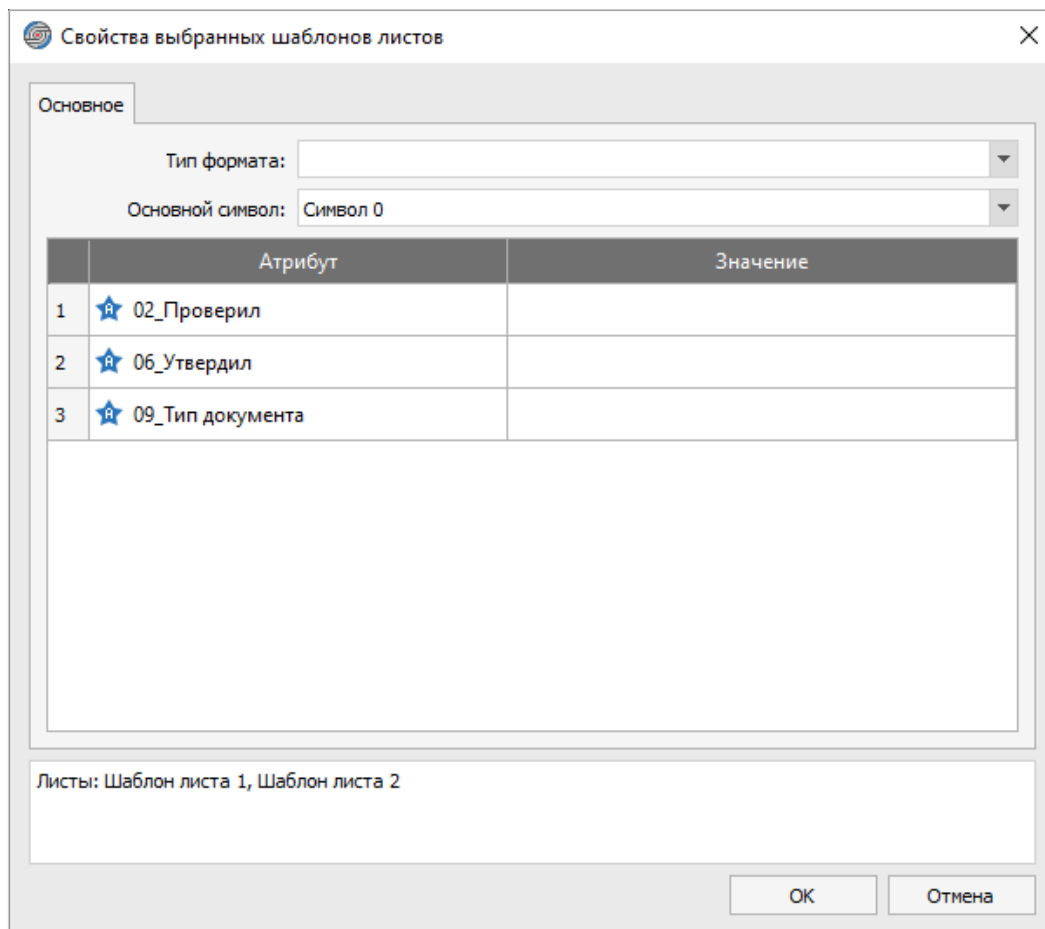 Свойства выбранных шаблонов листов
Основное
Тип формата:
Основной символ: Символ 0
Атрибут Значение
1 02_Проверил
2 06_Утвердил
3 09_Тип документа
Листы: Шаблон листа 1, Шаблон листа 2
ОК Отмена